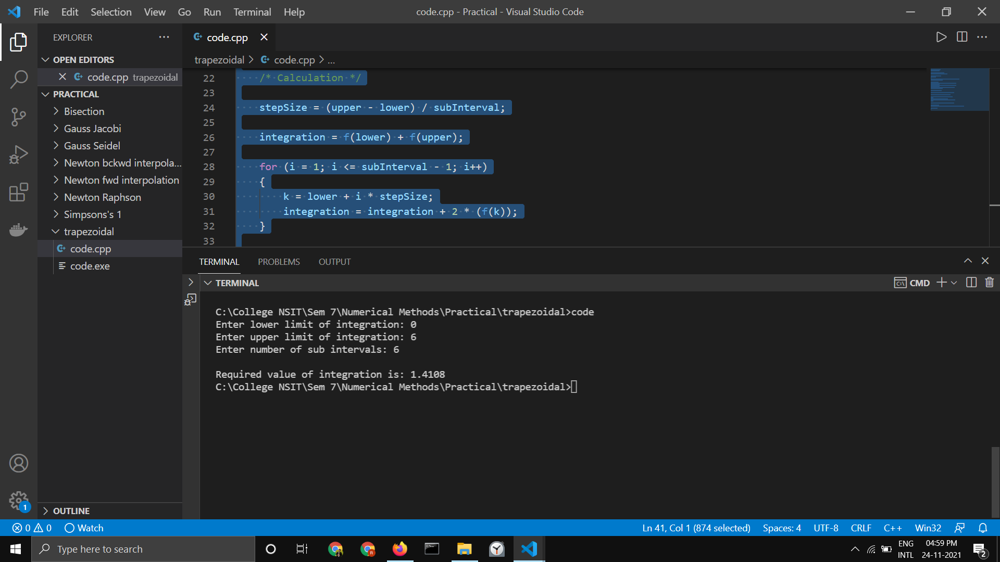 File Edit Selection View Go Run Terminal Help
code.cpp - Practical - Visual Studio Code
EXPLORER
OPEN EDITORS
code.cpp trapezoidal
PRACTICAL
Bisection
Gauss Jacobi
Gauss Seidel
Newton bckwd interpola...
Newton fwd interpolation
Newton Raphson
Simpsons's 1
trapezoidal
code.cpp
code.exe
OUTLINE
code.cpp
trapezoidal > code.cpp > ...
22 /* Calculation */
23
24 stepSize = (upper - lower) / subInterval;
25
26 integration = f(lower) + f(upper);
27
28 for (i = 1; i <= subInterval - 1; i++)
29 {
30 k = lower + i * stepSize;
31 integration = integration + 2 * (f(k));
32 }
33
TERMINAL PROBLEMS OUTPUT
TERMINAL
CMD
C:\College NSIT\Sem 7\Numerical Methods\Practical\trapezoidal>code
Enter lower limit of integration: 0
Enter upper limit of integration: 6
Enter number of sub intervals: 6
Required value of integration is: 1.4108
C:\College NSIT\Sem 7\Numerical Methods\Practical\trapezoidal>
1
0 0 Watch
Ln 41, Col 1 (874 selected) Spaces: 4 UTF-8 CRLF C++ Win32
Type here to search
R
ENG
INTL
04:59 PM
24-11-2021
2